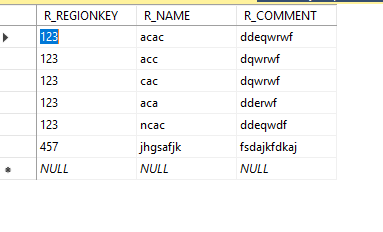 R_REGIONKEY R_NAME R_COMMENT
123 acac ddeqwrwf
123 acc dqwrwf
123 cac dqwrwf
123 aca dderwf
123 ncac ddeqwdf
457 jhgsafjk fsdajkfdkaj
NULL NULL NULL